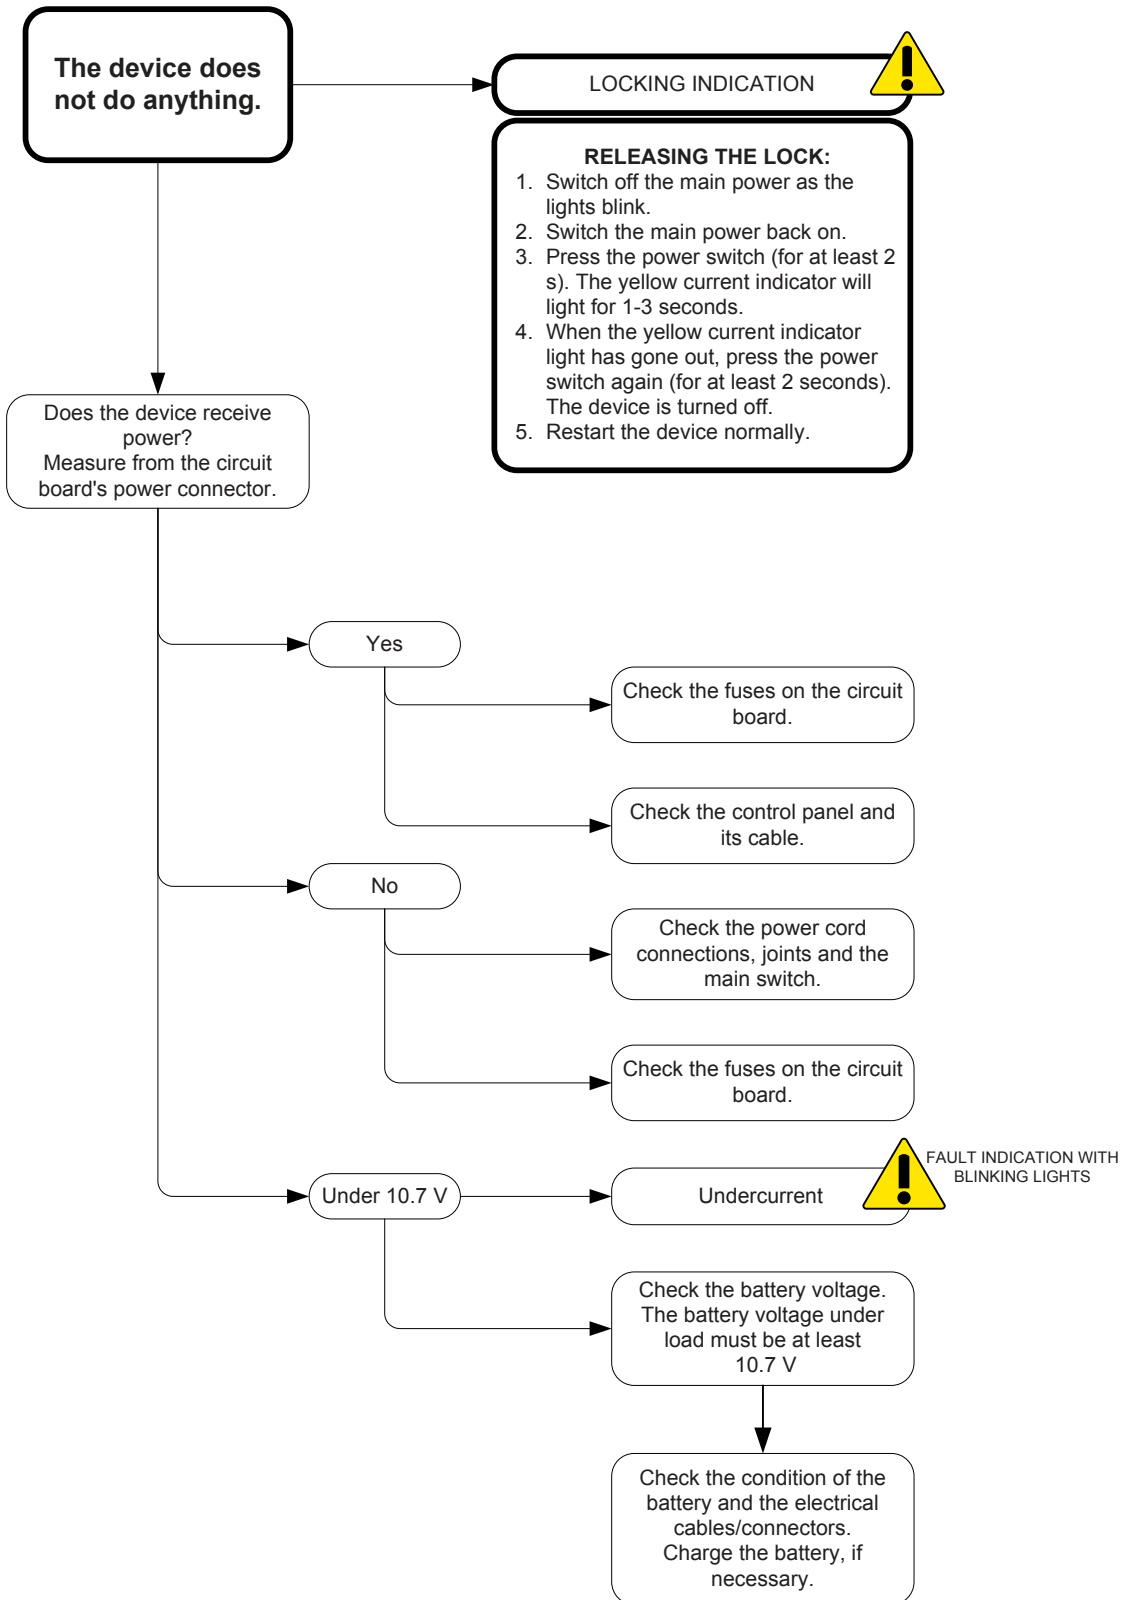 The device does
not do anything.
LOCKING INDICATION
RELEASING THE LOCK:
1. Switch off the main power as the
lights blink.
2. Switch the main power back on.
3. Press the power switch (for at least 2
s). The yellow current indicator will
light for 1-3 seconds.
4. When the yellow current indicator
light has gone out, press the power
switch again (for at least 2 seconds).
The device is turned off.
5. Restart the device normally.
Does the device receive
power?
Measure from the circuit
board's power connector.
Yes
Check the fuses on the circuit
board.
Check the control panel and
its cable.
No
Check the power cord
connections, joints and the
main switch.
Check the fuses on the circuit
board.
Under 10.7 V
Undercurrent
FAULT INDICATION WITH
BLINKING LIGHTS
Check the battery voltage.
The battery voltage under
load must be at least
10.7 V
Check the condition of the
battery and the electrical
cables/connectors.
Charge the battery, if
necessary.